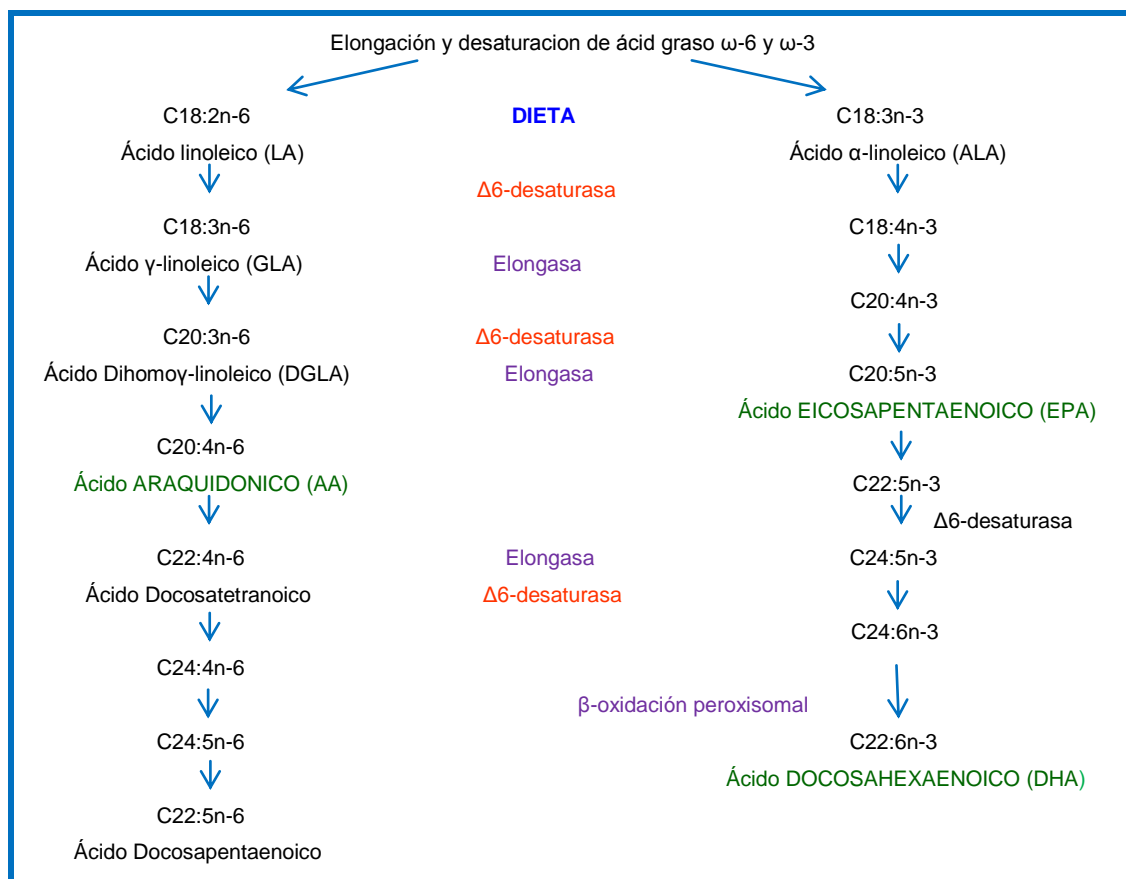 Elongación y desaturacion de ácid graso ω-6 y ω-3
C18:2n-6
DIETA
C18:3n-3
Ácido linoleico (LA)
Ácido α-linoleico (ALA)
Δ6-desaturasa
C18:3n-6
C18:4n-3
Ácido γ-linoleico (GLA)
Elongasa
C20:4n-3
C20:3n-6
Δ6-desaturasa
Ácido Dihomoγ-linoleico (DGLA)
Elongasa
C20:5n-3
Ácido EICOSAPENTAENOICO (EPA)
C20:4n-6
Ácido ARAQUIDONICO (AA)
C22:5n-3
Δ6-desaturasa
C22:4n-6
Elongasa
C24:5n-3
Ácido Docosatetranoico
Δ6-desaturasa
C24:6n-3
C24:4n-6
β-oxidación peroxisomal
C24:5n-6
C22:6n-3
Ácido DOCOSAHEXAENOICO (DHA)
C22:5n-6
Ácido Docosapentaenoico